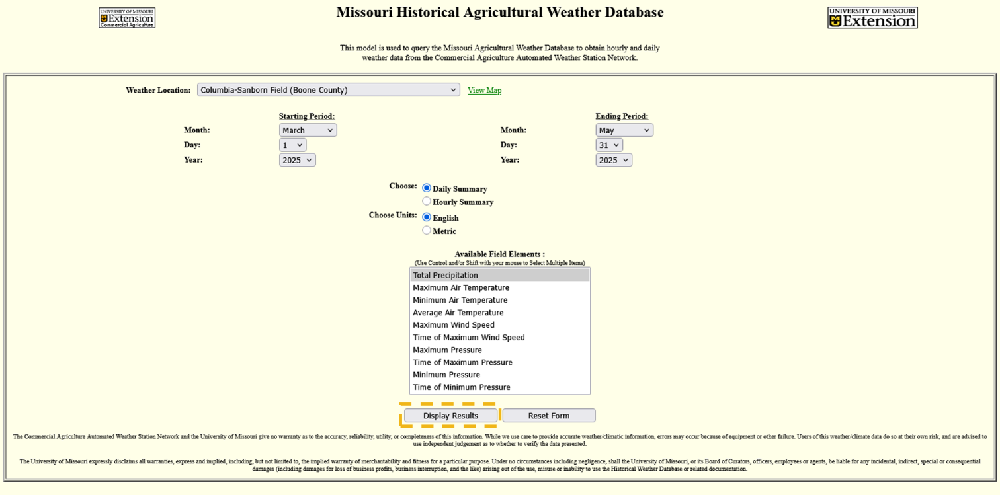 UNIVERSITY OF MISSOURI
Extension
Commercial Agriculture
Missouri Historical Agricultural Weather Database
UNIVERSITY OF MISSOURI
Extension
This model is used to query the Missouri Agricultural Weather Database to obtain hourly and daily
weather data from the Commercial Agriculture Automated Weather Station Network.
Weather Location: Columbia-Sanborn Field (Boone County) View Map
Starting Period: Ending Period:
Month: March Month: May
Day: 1 Day: 31
Year: 2025 Year: 2025
Choose: Daily Summary
Hourly Summary
Choose Units: English
Metric
Available Field Elements :
(Use Control and/or Shift with your mouse to Select Multiple Items)
Total Precipitation
Maximum Air Temperature
Minimum Air Temperature
Average Air Temperature
Maximum Wind Speed
Time of Maximum Wind Speed
Maximum Pressure
Time of Maximum Pressure
Minimum Pressure
Time of Minimum Pressure
Display Results Reset Form
The Commercial Agriculture Automated Weather Station Network and the University of Missouri give no warranty as to the accuracy, reliability, utility, or completeness of this information. While we use care to provide accurate weather/climatic information, errors may occur because of equipment or other failure. Users of this weather/climate data do so at their own risk, and are advised to
use independent judgement as to whether to verify the data presented.
The University of Missouri expressly disclaims all warranties, express and implied, including, but not limited to, the implied warranty of merchantability and fitness for a particular purpose. Under no circumstances including negligence, shall the University of Missouri, or its Board of Curators, officers, employees or agents, be liable for any incidental, indirect, special or consequential
damages (including damages for loss of business profits, business interruption, and the like) arising out of the use, misuse or inability to use the Historical Weather Database or related documentation.